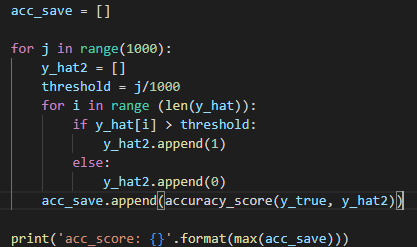 acc_save = []
for j in range(1000):
    y_hat2 = []
    threshold = j/1000
    for i in range (len(y_hat)):
        if y_hat[i] > threshold:
            y_hat2.append(1)
        else:
            y_hat2.append(0)
    acc_save.append(accuracy_score(y_true, y_hat2))
print('acc_score: {}'.format(max(acc_save)))